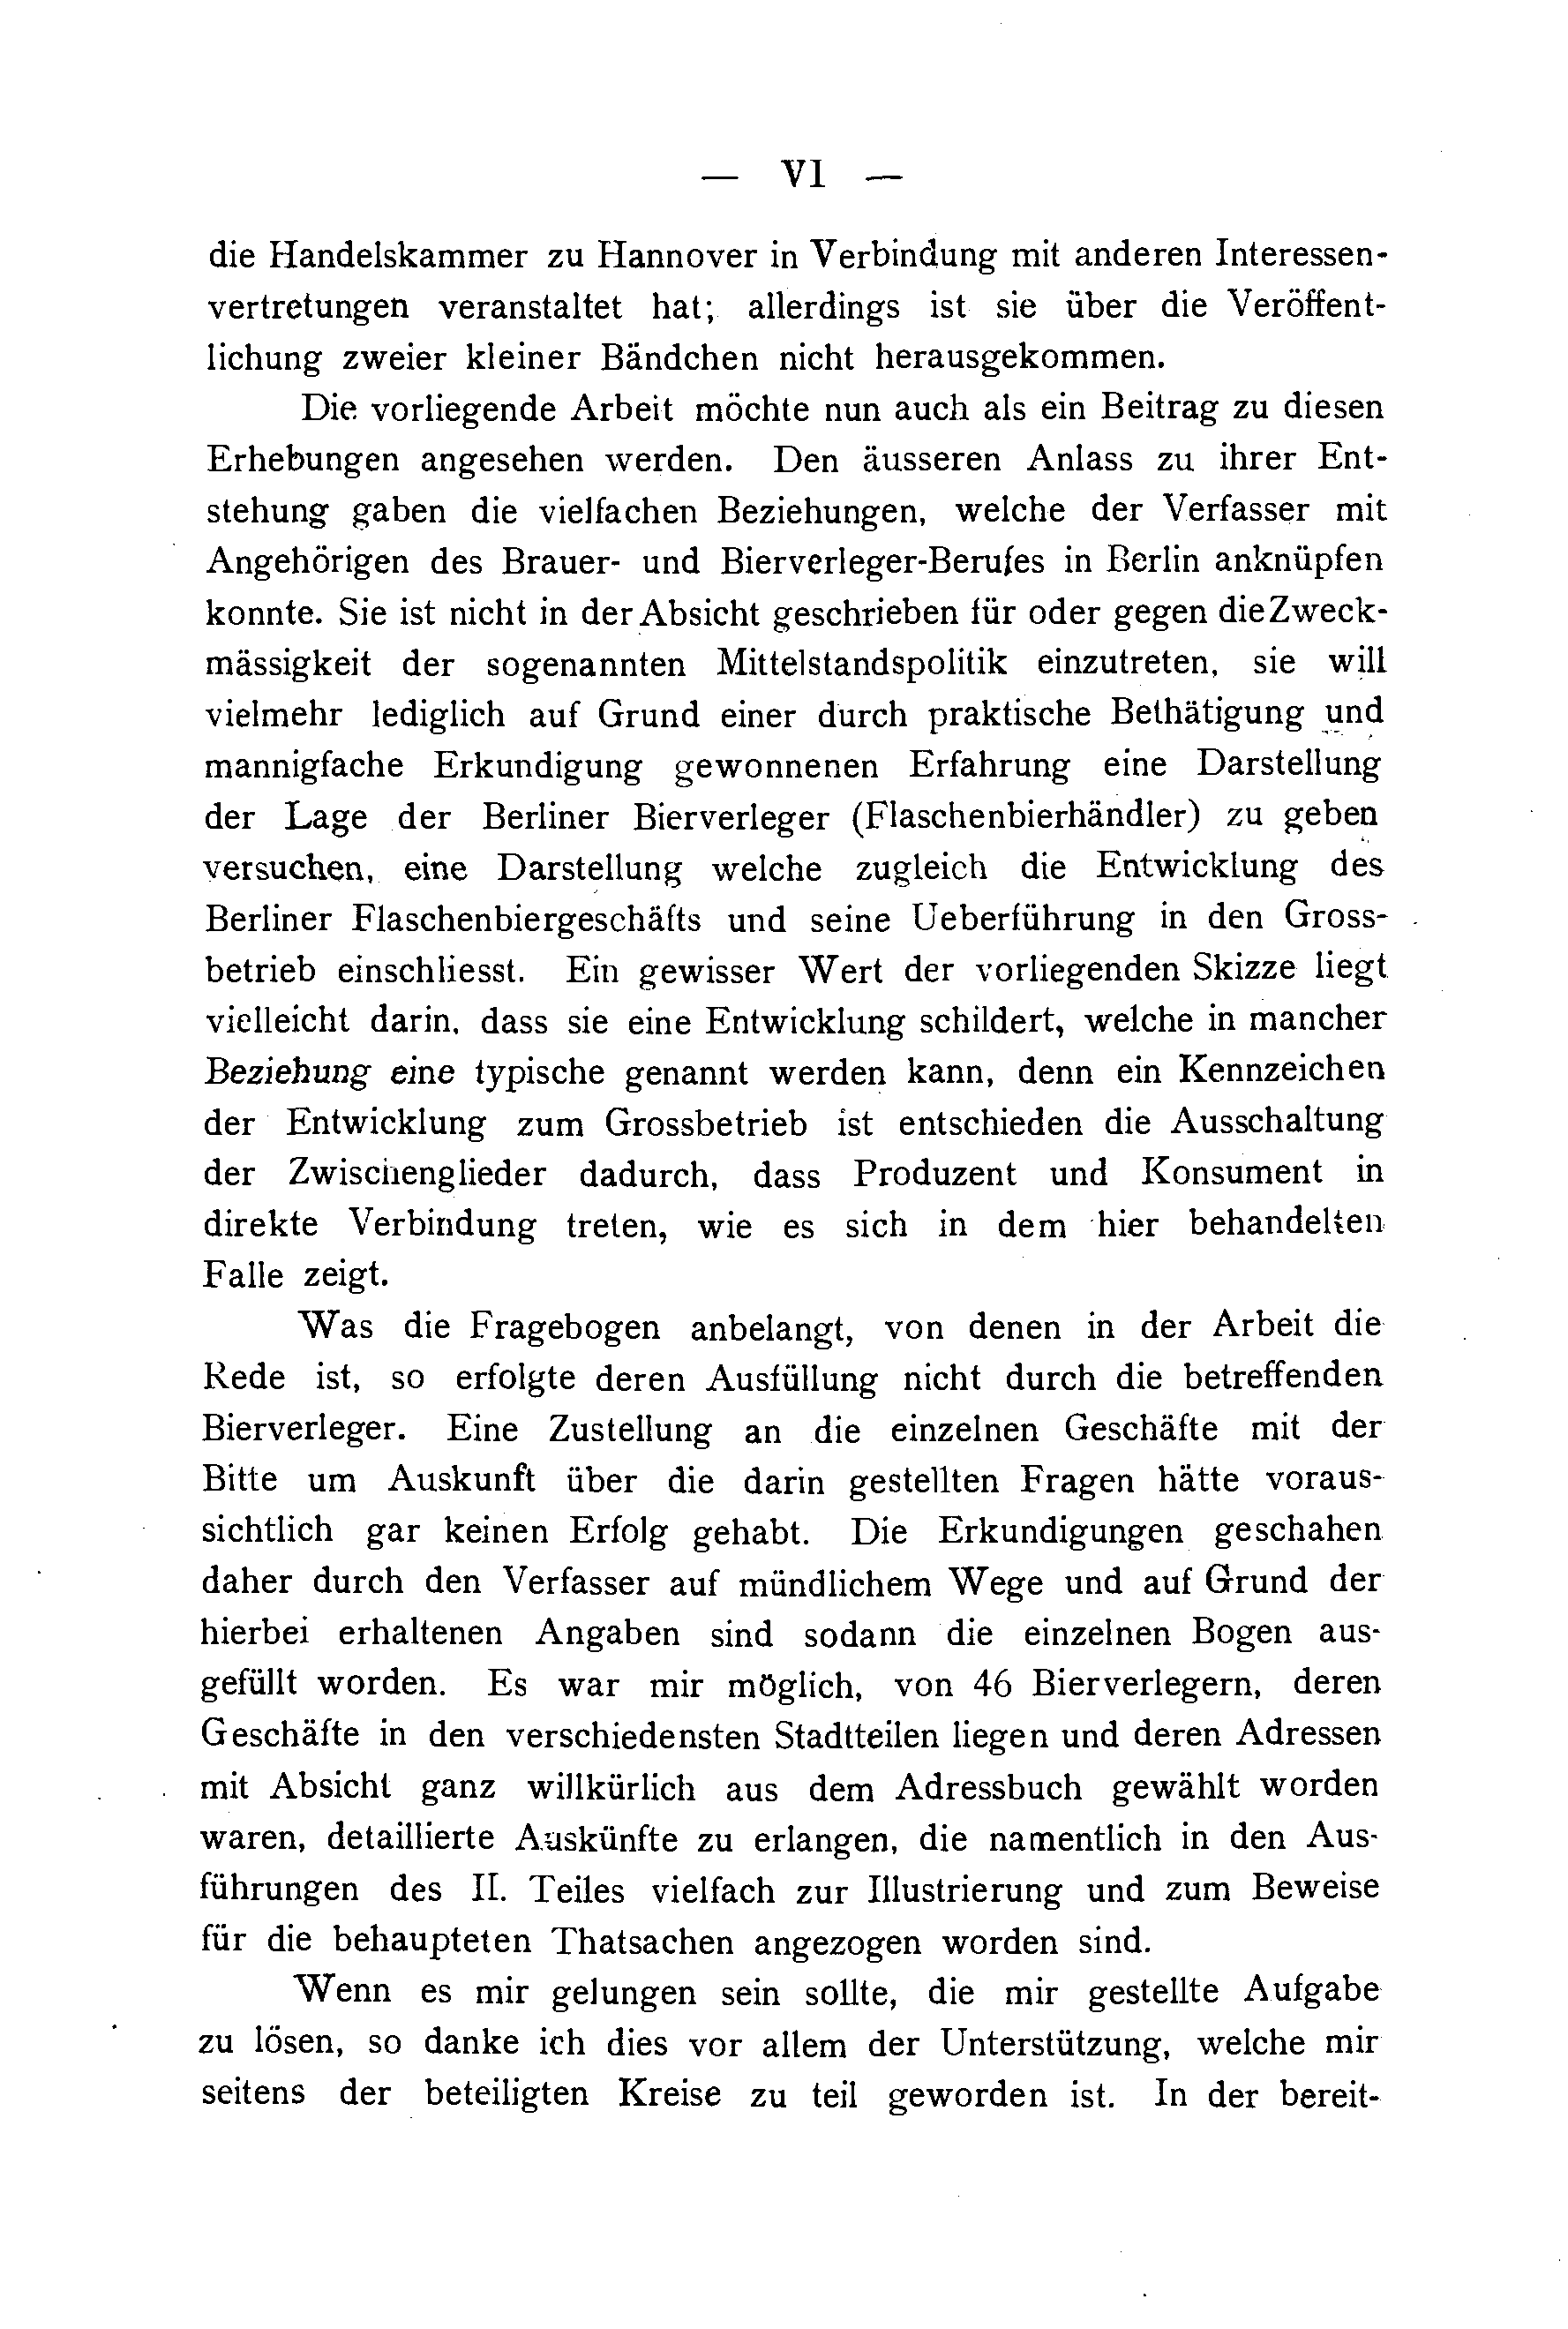 — VI —
die Handelskammer zu Hannover in Verbindung mit anderen Interessen-
vertretungen veranstaltet hat; allerdings ist sie über die Veröffent-
lichung zweier kleiner Bändchen nicht herausgekommen.
Die vorliegende Arbeit möchte nun auch als ein Beitrag zu diesen
Erhebungen angesehen werden. Den äusseren Anlass zu ihrer Ent-
stehung gaben die vielfachen Beziehungen, welche der Verfasser mit
Angehörigen des Brauer- und Bierverleger-Berufes in Berlin anknüpfen
konnte. Sie ist nicht in der Absicht geschrieben für oder gegen die Zweck-
mässigkeit der sogenannten Mittelstandspolitik einzutreten, sie will
vielmehr lediglich auf Grund einer durch praktische Bethätigung und
mannigfache Erkundigung gewonnenen Erfahrung eine Darstellung
der Lage der Berliner Bierverleger (Flaschenbierhändler) zu geben
versuchen, eine Darstellung welche zugleich die Entwicklung des
Berliner Flaschenbiergeschäfts und seine Ueberführung in den Gross-
betrieb einschliesst. Ein gewisser Wert der vorliegenden Skizze liegt
vielleicht darin, dass sie eine Entwicklung schildert, welche in mancher
Beziehung eine typische genannt werden kann, denn ein Kennzeichen
der Entwicklung zum Grossbetrieb ist entschieden die Ausschaltung
der Zwischenglieder dadurch, dass Produzent und Konsument in
direkte Verbindung treten, wie es sich in dem hier behandelten
Falle zeigt.
Was die Fragebogen anbelangt, von denen in der Arbeit die
Rede ist, so erfolgte deren Ausfüllung nicht durch die betreffenden
Bierverleger. Eine Zustellung an die einzelnen Geschäfte mit der
Bitte um Auskunft über die darin gestellten Fragen hätte voraus-
sichtlich gar keinen Erfolg gehabt. Die Erkundigungen geschahen
daher durch den Verfasser auf mündlichem Wege und auf Grund der
hierbei erhaltenen Angaben sind sodann die einzelnen Bogen aus-
gefüllt worden. Es war mir möglich, von 46 Bierverlegern, deren
Geschäfte in den verschiedensten Stadtteilen liegen und deren Adressen
mit Absicht ganz willkürlich aus dem Adressbuch gewählt worden
waren, detaillierte Auskünfte zu erlangen, die namentlich in den Aus-
führungen des II. Teiles vielfach zur Illustrierung und zum Beweise
für die behaupteten Thatsachen angezogen worden sind.
Wenn es mir gelungen sein sollte, die mir gestellte Aufgabe
zu lösen, so danke ich dies vor allem der Unterstützung, welche mir
seitens der beteiligten Kreise zu teil geworden ist. In der bereit-